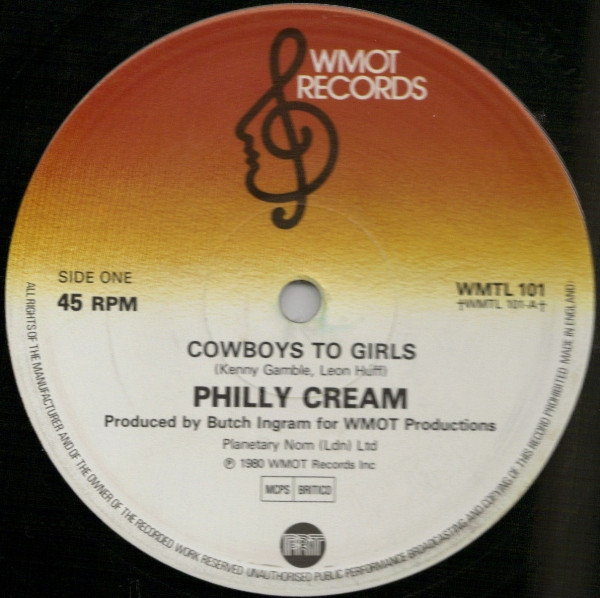 WMOT
RECORDS
SIDE ONE
45 RPM
WMTL 101
†WMTL 101-A†
COWBOYS TO GIRLS
(Kenny Gamble, Leon Huff)
PHILLY CREAM
Produced by Butch Ingram for WMOT Productions
Planetary Nom (Ldn) Ltd
℗ 1980 WMOT Records Inc
MCPS BRITICO
PRT
ALL RIGHTS OF THE MANUFACTURER AND OF THE OWNER OF THE RECORDED WORK RESERVED UNAUTHORISED PUBLIC PERFORMANCE BROADCASTING AND COPYING OF THIS RECORD PROHIBITED MADE IN ENGLAND